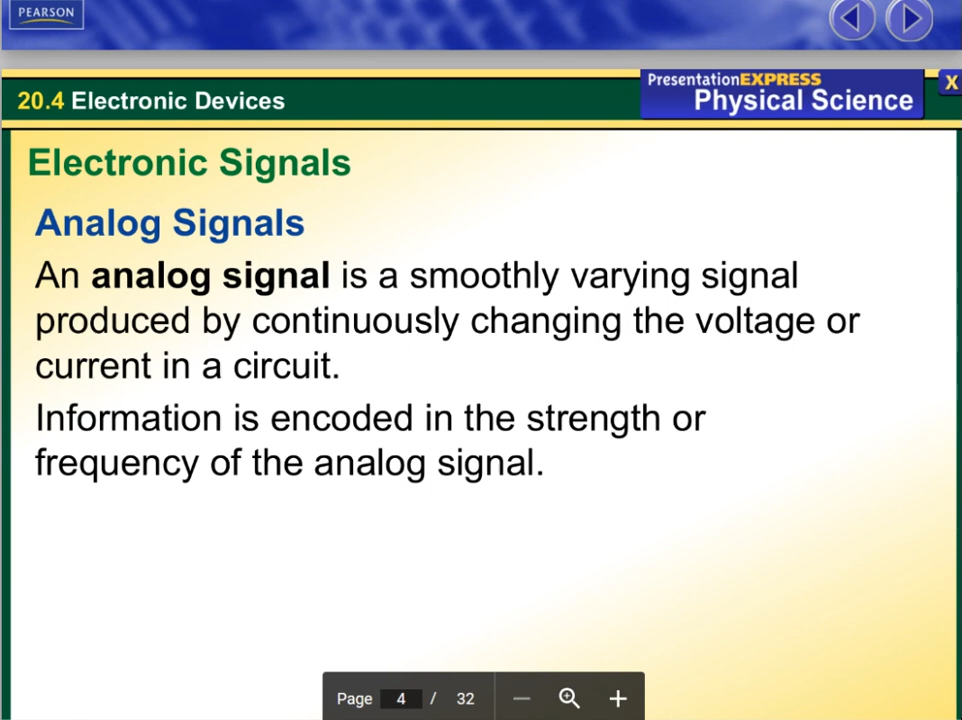 PEARSON
20.4 Electronic Devices
PresentationEXPRESS
Physical Science
X
Electronic Signals
Analog Signals
An analog signal is a smoothly varying signal
produced by continuously changing the voltage or
current in a circuit.
Information is encoded in the strength or
frequency of the analog signal.
Page 4 / 32